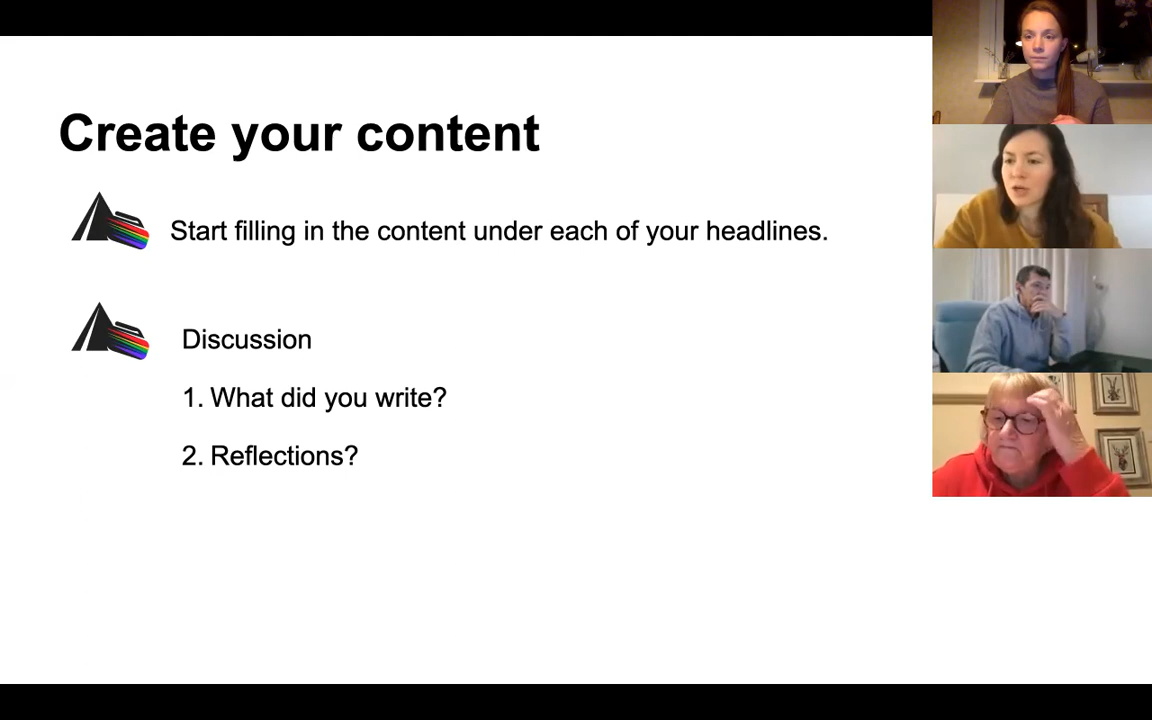 Create your content
Start filling in the content under each of your headlines.
Discussion
1. What did you write?
2. Reflections?